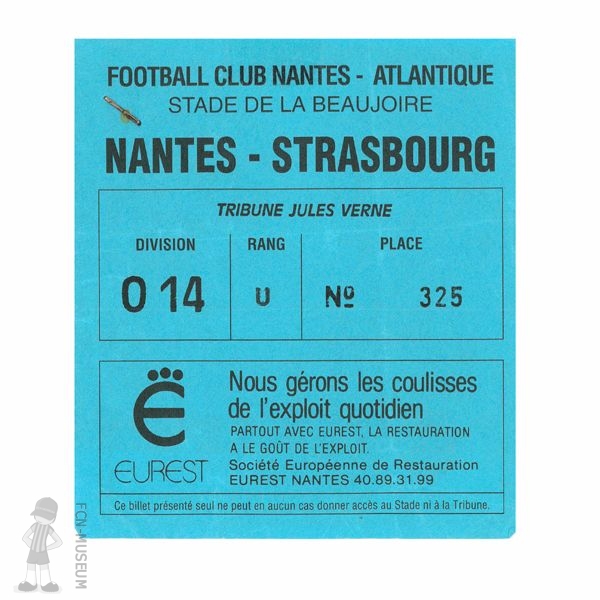 FOOTBALL CLUB NANTES - ATLANTIQUE
STADE DE LA BEAUJOIRE
NANTES - STRASBOURG
TRIBUNE JULES VERNE
DIVISION RANG PLACE
O 14 U Nº 325
Nous gérons les coulisses
de l'exploit quotidien
PARTOUT AVEC EUREST, LA RESTAURATION
A LE GOÛT DE L'EXPLOIT.
Société Européenne de Restauration
EUREST NANTES 40.89.31.99
EUREST
Ce billet présenté seul ne peut en aucun cas donner accès au Stade ni à la Tribune.
FCN-MUSEUM